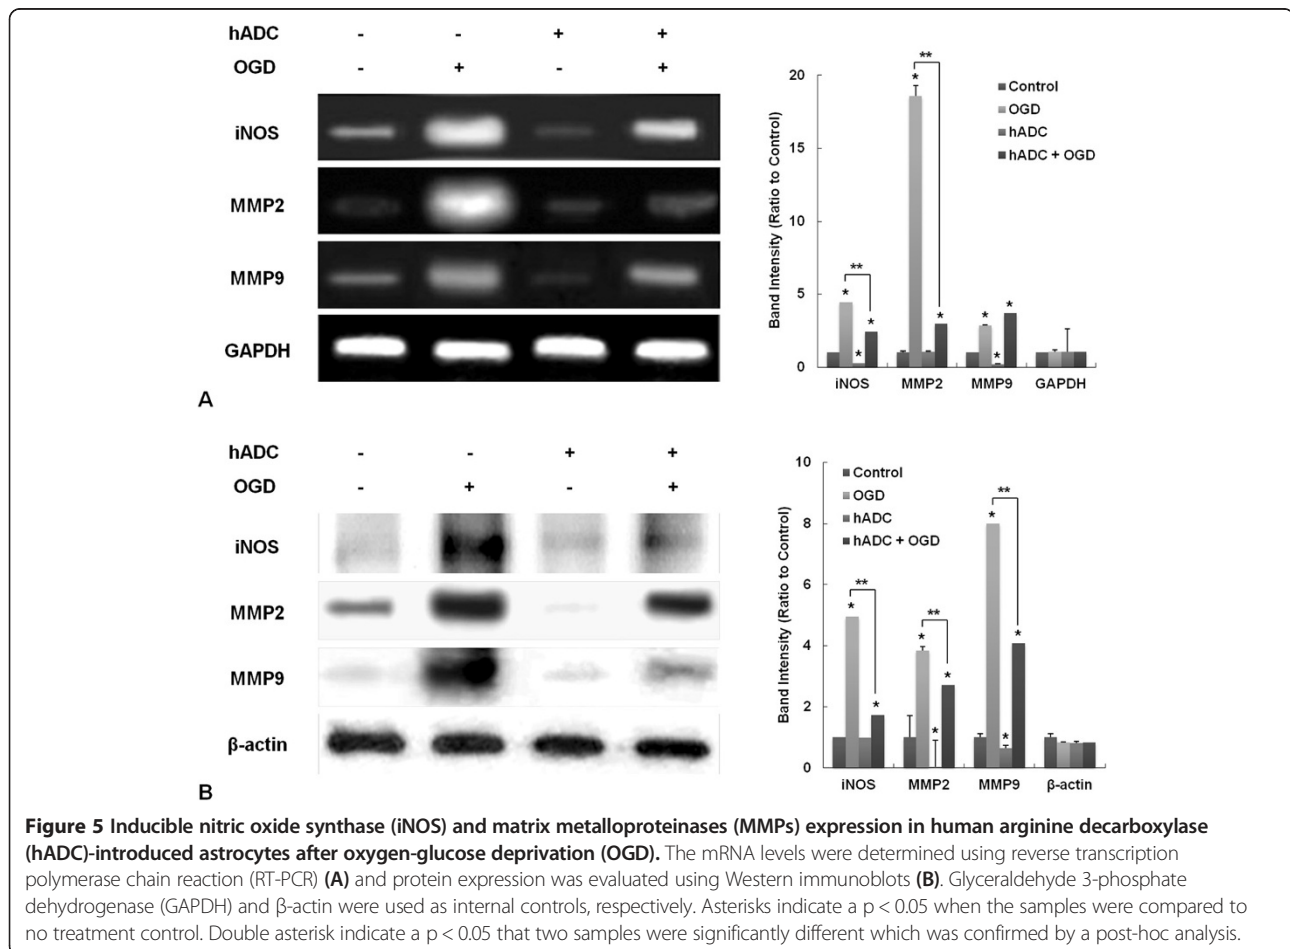 hADC - - + +
OGD - + - +
iNOS
MMP2
MMP9
GAPDH
A
Band Intensity (Ratio to Control)
20
15
10
5
0
Control
OGD
hADC
hADC + OGD
**
*
**
*
*
*
*
*
*
*
iNOS MMP2 MMP9 GAPDH
hADC - - + +
OGD - + - +
iNOS
MMP2
MMP9
β-actin
B
Band Intensity (Ratio to Control)
10
8
6
4
2
0
Control
OGD
hADC
hADC + OGD
**
*
**
*
**
*
*
*
*
*
*
iNOS MMP2 MMP9 β-actin
Figure 5 Inducible nitric oxide synthase (iNOS) and matrix metalloproteinases (MMPs) expression in human arginine decarboxylase
(hADC)-introduced astrocytes after oxygen-glucose deprivation (OGD). The mRNA levels were determined using reverse transcription
polymerase chain reaction (RT-PCR) (A) and protein expression was evaluated using Western immunoblots (B). Glyceraldehyde 3-phosphate
dehydrogenase (GAPDH) and β-actin were used as internal controls, respectively. Asterisks indicate a p < 0.05 when the samples were compared to
no treatment control. Double asterisk indicate a p < 0.05 that two samples were significantly different which was confirmed by a post-hoc analysis.